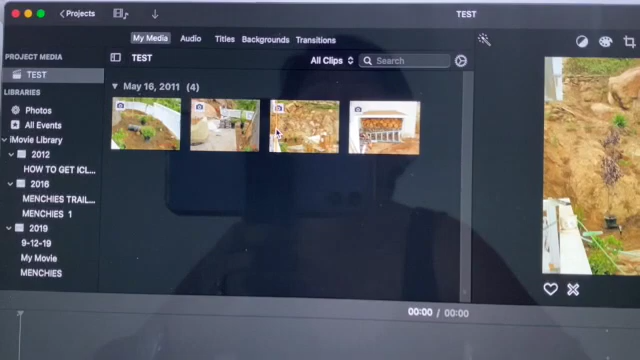 Projects
TEST
My Media Audio Titles Backgrounds Transitions
PROJECT MEDIA
TEST
All Clips
Search
TEST
May 16, 2011 (4)
LIBRARIES
Photos
All Events
iMovie Library
2012
HOW TO GET ICL...
2016
MENCHIES TRAIL...
MENCHIES 1
2019
9-12-19
My Movie
MENCHIES
00:00 / 00:00